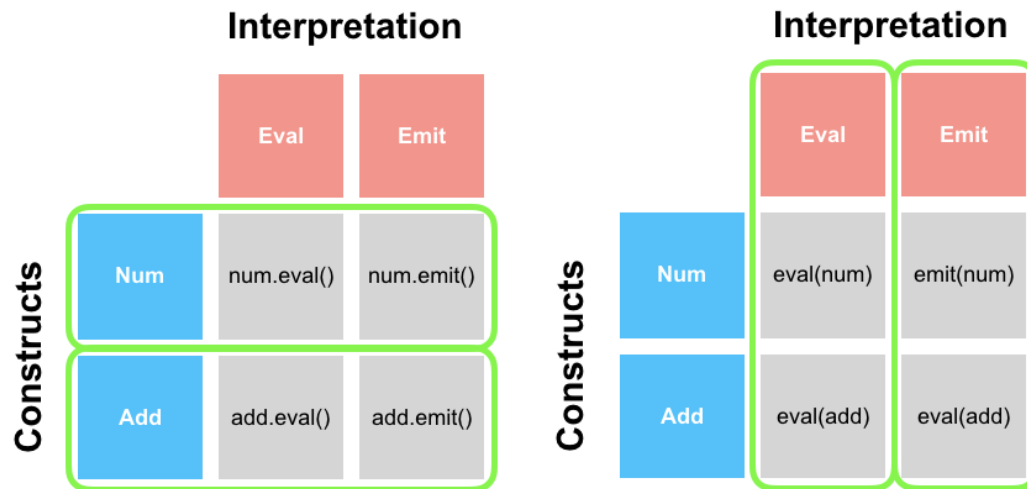 Interpretation
Eval Emit
Constructs
Num num.eval() num.emit()
Add add.eval() add.emit()
Interpretation
Eval Emit
Constructs
Num eval(num) emit(num)
Add eval(add) eval(add)